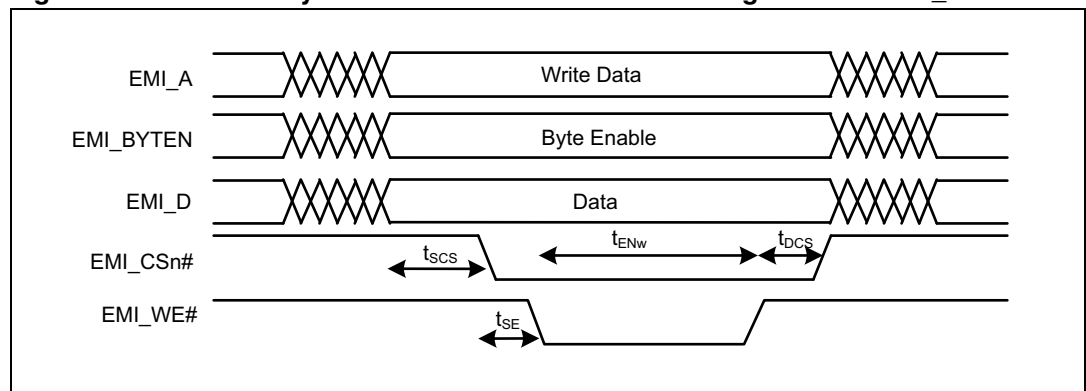 EMI_A
Write Data
EMI_BYTEN
Byte Enable
EMI_D
Data
EMI_CSn#
tSCS
tENw
tDCS
EMI_WE#
tSE